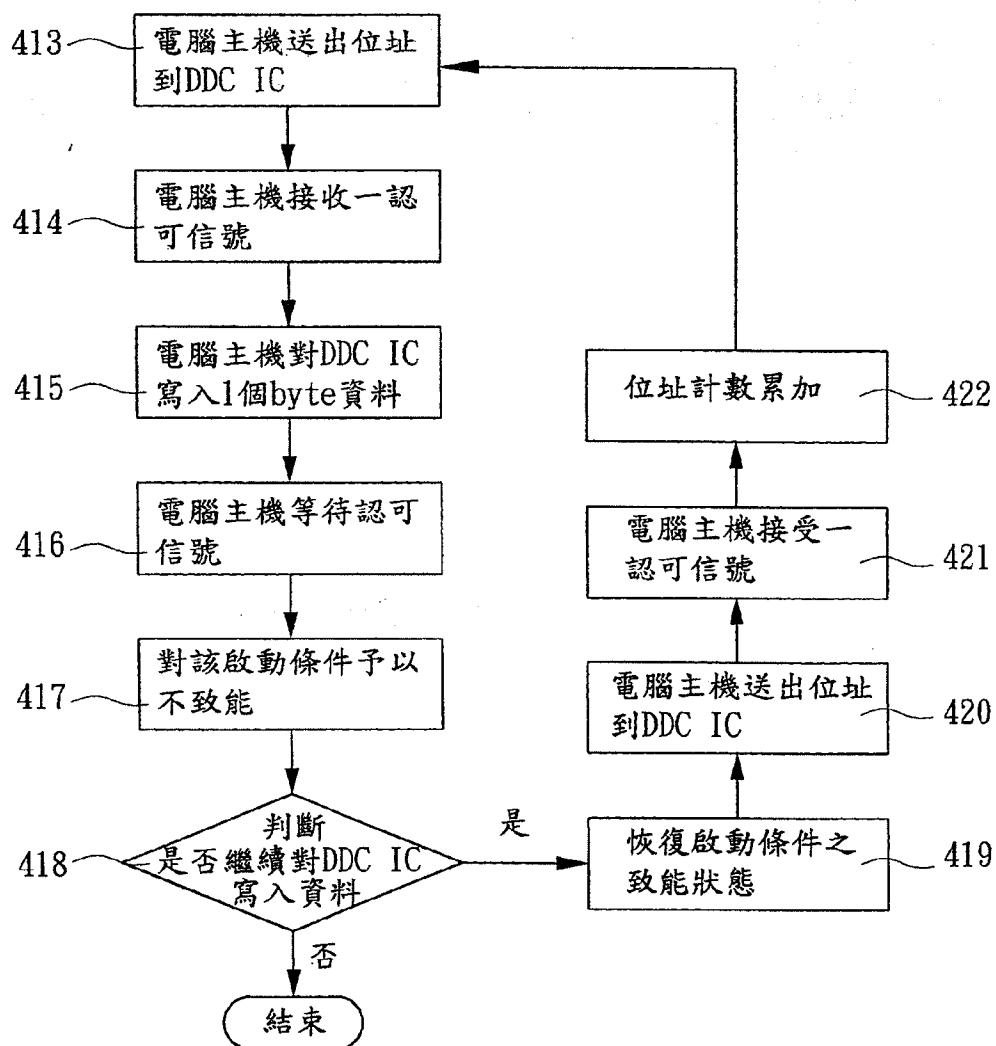 413
電腦主機送出位址
到DDC IC
414
電腦主機接收一認
可信號
415
電腦主機對DDC IC
寫入1個byte資料
416
電腦主機等待認可
信號
417
對該啟動條件予以
不致能
418
判斷
是否繼續對DDC IC
寫入資料
是
否
結束
恢復啟動條件之
致能狀態
419
電腦主機送出位址
到DDC IC
420
電腦主機接受一
認可信號
421
位址計數累加
422